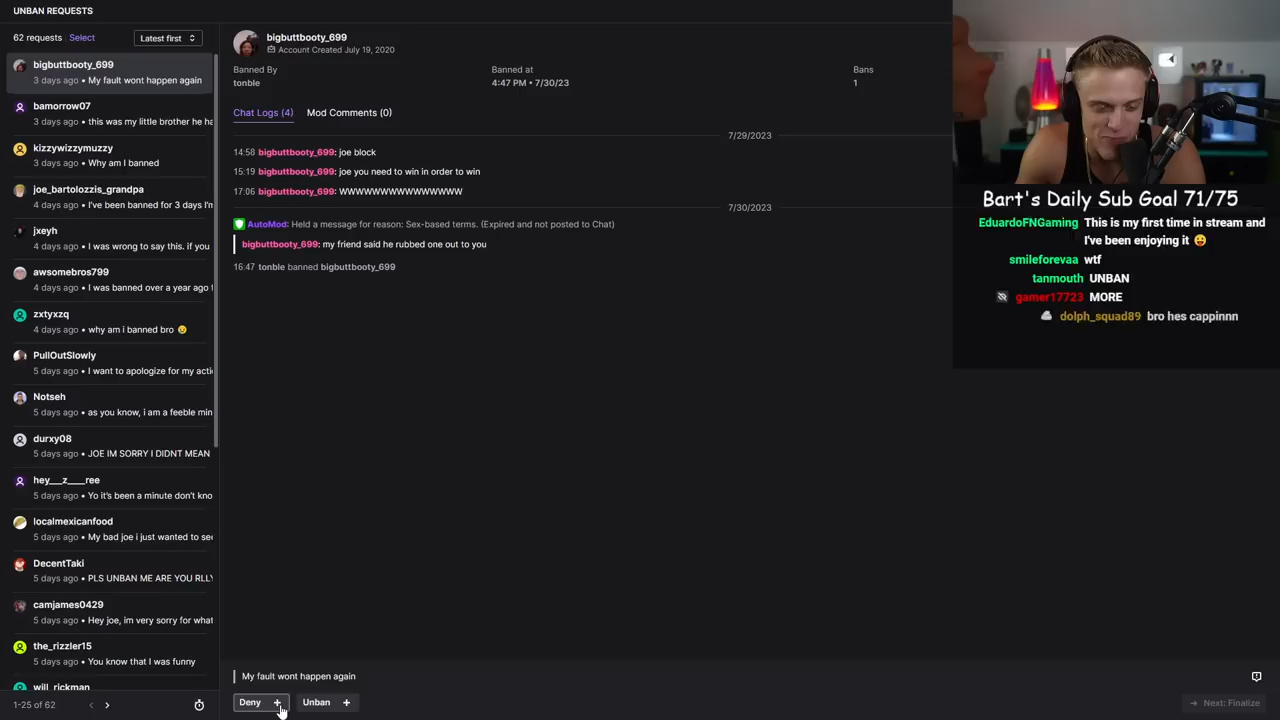 UNBAN REQUESTS
62 requests Select Latest first
bigbuttbooty_699
3 days ago • My fault wont happen again
bamorrow07
3 days ago • this was my little brother he ha
kizzywizzymuzzy
3 days ago • Why am I banned
joe_bartolozzis_grandpa
4 days ago • I've been banned for 3 days I'm
jxeyh
4 days ago • I was wrong to say this. if you
awsomebros799
4 days ago • I was banned over a year ago f
zxtyxzq
4 days ago • why am i banned bro 😉
PullOutSlowly
5 days ago • I want to apologize for my acti
Notseh
5 days ago • as you know, i am a feeble min
durxy08
5 days ago • JOE IM SORRY I DIDNT MEAN
hey___z____ree
5 days ago • Yo it's been a minute don't kno
localmexicanfood
5 days ago • My bad joe i just wanted to see
DecentTaki
5 days ago • PLS UNBAN ME ARE YOU RLLY
camjames0429
5 days ago • Hey joe, im very sorry for what
the_rizzler15
5 days ago • You know that I was funny
will_rickman
1-25 of 62
bigbuttbooty_699
Account Created July 19, 2020
Banned By Banned at Bans
tonble 4:47 PM • 7/30/23 1
Chat Logs (4) Mod Comments (0)
7/29/2023
14:58 bigbuttbooty_699: joe block
15:19 bigbuttbooty_699: joe you need to win in order to win
17:06 bigbuttbooty_699: WWWWWWWWWWWWWWW
7/30/2023
AutoMod: Held a message for reason: Sex-based terms. (Expired and not posted to Chat)
bigbuttbooty_699: my friend said he rubbed one out to you
16:47 tonble banned bigbuttbooty_699
My fault wont happen again
Deny + Unban +
→ Next: Finalize
Bart's Daily Sub Goal 71/75
EduardoFNGaming This is my first time in stream and
I've been enjoying it 😛
smileforevaa wtf
tanmouth UNBAN
gamer17723 MORE
dolph_squad89 bro hes cappinnn